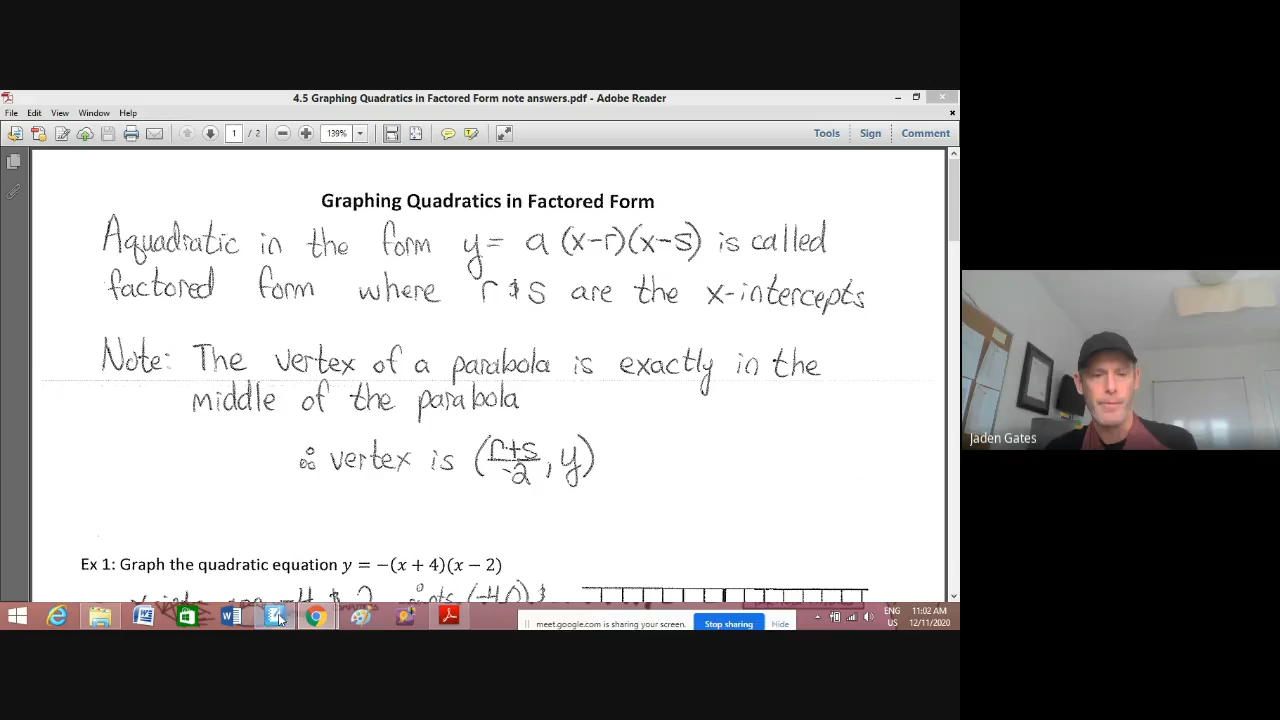 4.5 Graphing Quadratics in Factored Form note answers.pdf - Adobe Reader
File Edit View Window Help
1 / 2 139% Tools Sign Comment
Graphing Quadratics in Factored Form
A quadratic in the form y = a (x-r)(x-s) is called
factored form where r & s are the x-intercepts
Note: The vertex of a parabola is exactly in the
middle of the parabola
∴ vertex is (r+s/-2, y)
Ex 1: Graph the quadratic equation y = −(x + 4)(x − 2)
Jaden Gates
meet.google.com is sharing your screen. Stop sharing Hide
ENG
US
11:02 AM
12/11/2020